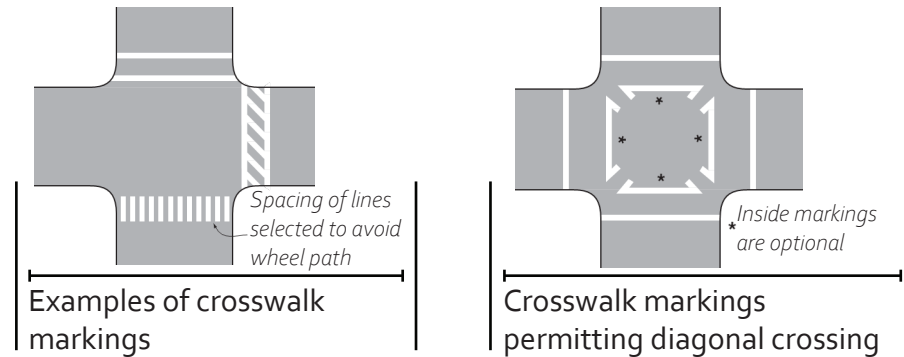 Spacing of lines
selected to avoid
wheel path
Examples of crosswalk
markings
*
*
*
*
*Inside markings
are optional
Crosswalk markings
permitting diagonal crossing